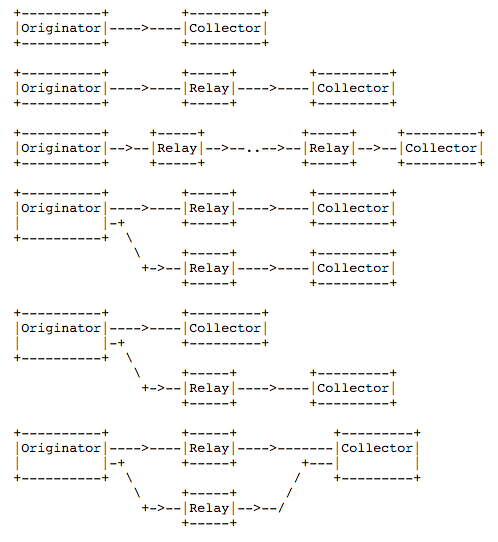 +----------+         +---------+
|Originator|---->----|Collector|
+----------+         +---------+

+----------+         +-----+         +---------+
|Originator|---->----|Relay|---->----|Collector|
+----------+         +-----+         +---------+

+----------+     +-----+            +-----+     +---------+
|Originator|-->--|Relay|-->--..-->--|Relay|-->--|Collector|
+----------+     +-----+            +-----+     +---------+

+----------+         +-----+         +---------+
|Originator|---->----|Relay|---->----|Collector|
|          |-+       +-----+         +---------+
+----------+  \
               \     +-----+         +---------+
                +->--|Relay|---->----|Collector|
                     +-----+         +---------+

+----------+         +---------+
|Originator|---->----|Collector|
|          |-+       +---------+
+----------+  \
               \     +-----+         +---------+
                +->--|Relay|---->----|Collector|
                     +-----+         +---------+

+----------+         +-----+            +---------+
|Originator|---->----|Relay|---->-------|Collector|
|          |-+       +-----+        +---|         |
+----------+  \                    /    +---------+
               \     +-----+      /
                +->--|Relay|-->--/
                     +-----+